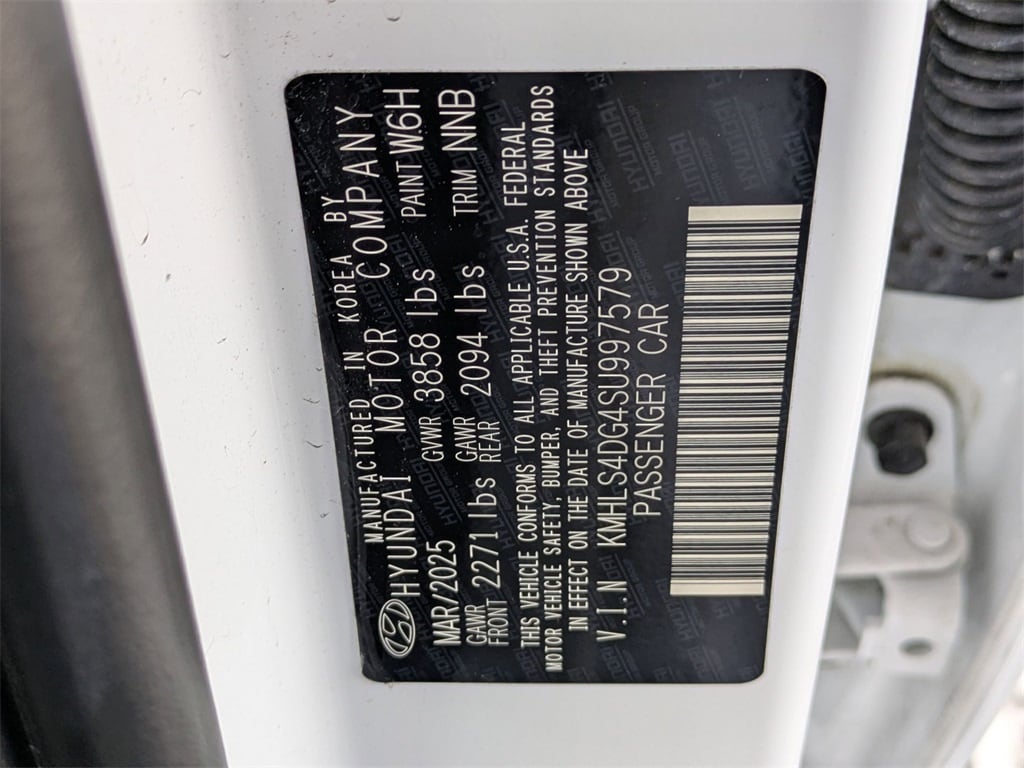 MANUFACTURED IN KOREA BY
HYUNDAI MOTOR COMPANY
MAR/2025 GVWR 3858 lbs PAINT W6H
GAWR FRONT 2271 lbs GAWR REAR 2094 lbs TRIM NNB
THIS VEHICLE CONFORMS TO ALL APPLICABLE U.S.A. FEDERAL
MOTOR VEHICLE SAFETY, BUMPER, AND THEFT PREVENTION STANDARDS
IN EFFECT ON THE DATE OF MANUFACTURE SHOWN ABOVE
V.I.N KMHLS4DG4SU997579
PASSENGER CAR